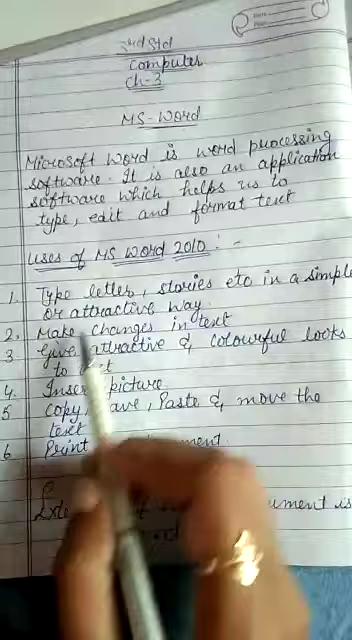 3rd Std
Computer
Ch-3
MS-Word
Microsoft Word is word processing
software. It is also an application
software which helps us to
type, edit and format text
Uses of MS Word 2010 : -
1. Type letter, stories etc in a simple
or attractive way.
2. Make changes in text
3 Give attractive & colourful looks
to
4. Insert picture
5 Copy, Save, Paste & move the
text
6 Print